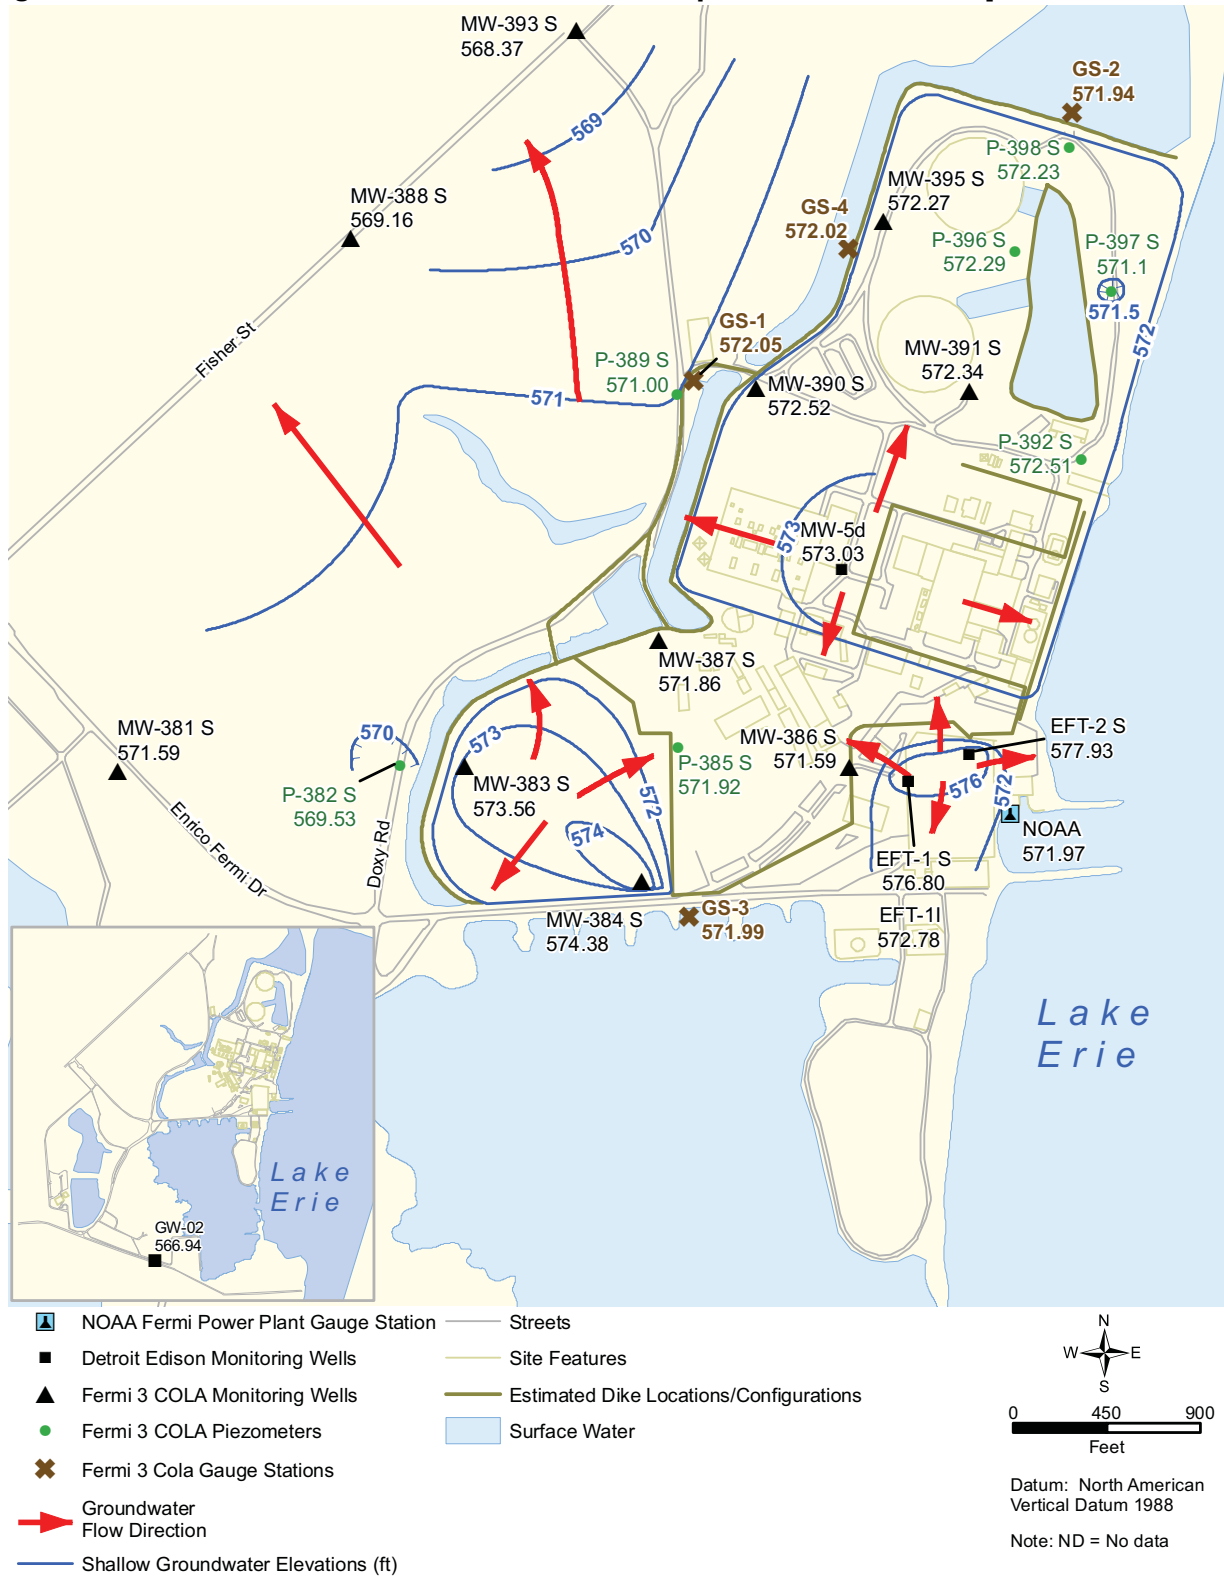 MW-393 S
568.37
GS-2
571.94
569
P-398 S
572.23
MW-395 S
572.27
MW-388 S
569.16
GS-4
572.02
570
P-396 S
572.29
P-397 S
571.1
571.5
572
GS-1
572.05
Fisher St
P-389 S
571.00
MW-391 S
572.34
MW-390 S
572.52
571
P-392 S
572.51
573
MW-5d
573.03
MW-387 S
571.86
MW-381 S
571.59
570
573
MW-386 S
571.59
EFT-2 S
577.93
P-385 S
571.92
P-382 S
569.53
MW-383 S
573.56
572
576
572
574
NOAA
571.97
Enrico Fermi Dr
Doxy Rd
EFT-1 S
576.80
MW-384 S
574.38
GS-3
571.99
EFT-1I
572.78
Lake
Erie
Lake
Erie
GW-02
566.94
NOAA Fermi Power Plant Gauge Station
Detroit Edison Monitoring Wells
Fermi 3 COLA Monitoring Wells
Fermi 3 COLA Piezometers
Fermi 3 Cola Gauge Stations
Groundwater
Flow Direction
Shallow Groundwater Elevations (ft)
Streets
Site Features
Estimated Dike Locations/Configurations
Surface Water
N
W E
S
0 450 900
Feet
Datum: North American
Vertical Datum 1988
Note: ND = No data